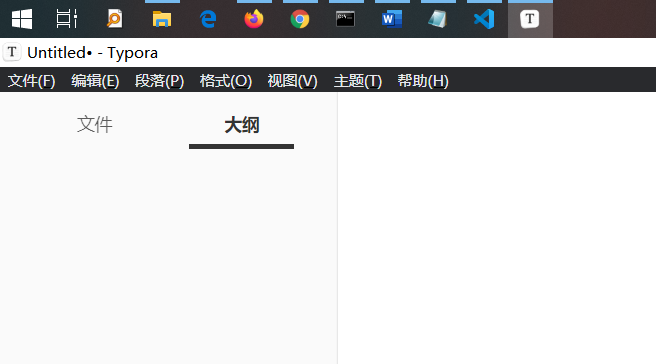 Untitled• - Typora
文件(F) 编辑(E) 段落(P) 格式(O) 视图(V) 主题(T) 帮助(H)
文件 大纲